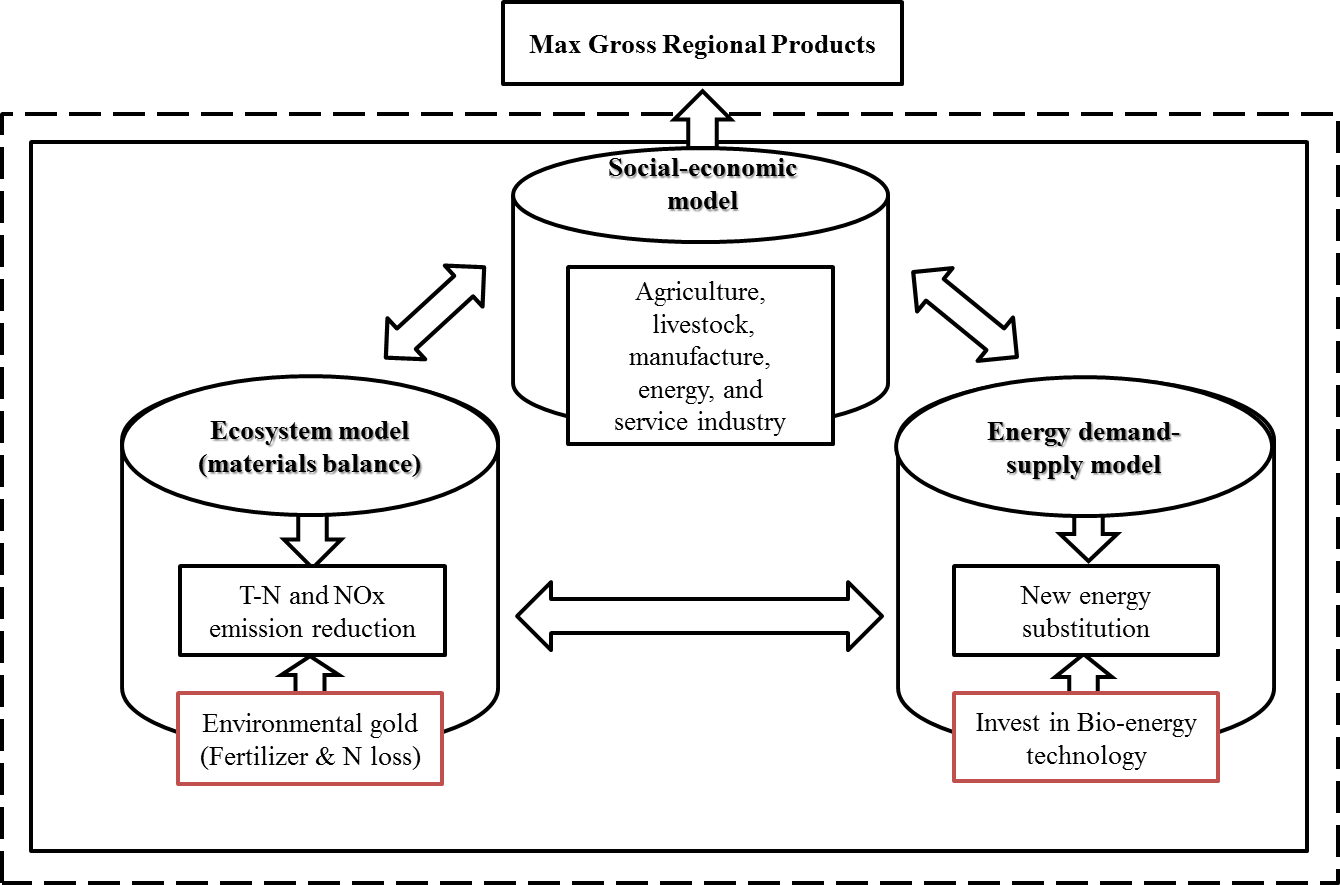 Max Gross Regional Products
Social-economic
model
Agriculture,
livestock,
manufacture,
energy, and
service industry
Ecosystem model
(materials balance)
T-N and NOx
emission reduction
Environmental gold
(Fertilizer & N loss)
Energy demand-
supply model
New energy
substitution
Invest in Bio-energy
technology